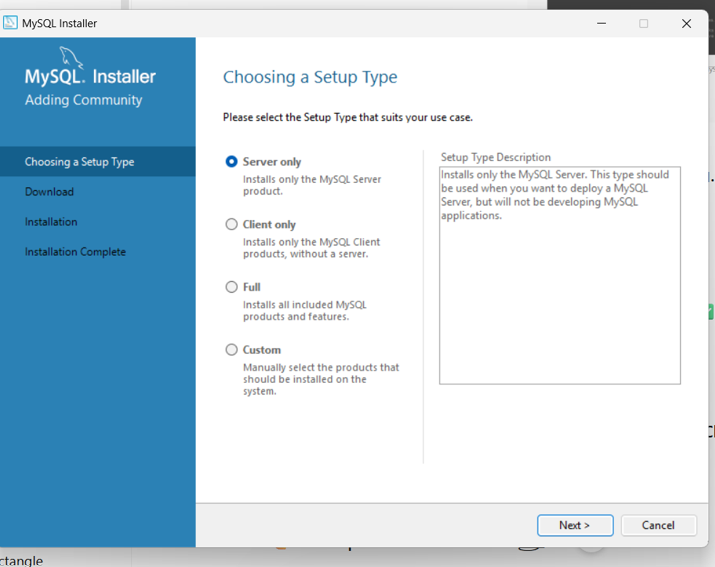 MySQL Installer
MySQL. Installer
Adding Community
Choosing a Setup Type
Download
Installation
Installation Complete
Choosing a Setup Type
Please select the Setup Type that suits your use case.
Server only
Installs only the MySQL Server
product.
Client only
Installs only the MySQL Client
products, without a server.
Full
Installs all included MySQL
products and features.
Custom
Manually select the products that
should be installed on the
system.
Setup Type Description
Installs only the MySQL Server. This type should
be used when you want to deploy a MySQL
Server, but will not be developing MySQL
applications.
Next >
Cancel
ctangle